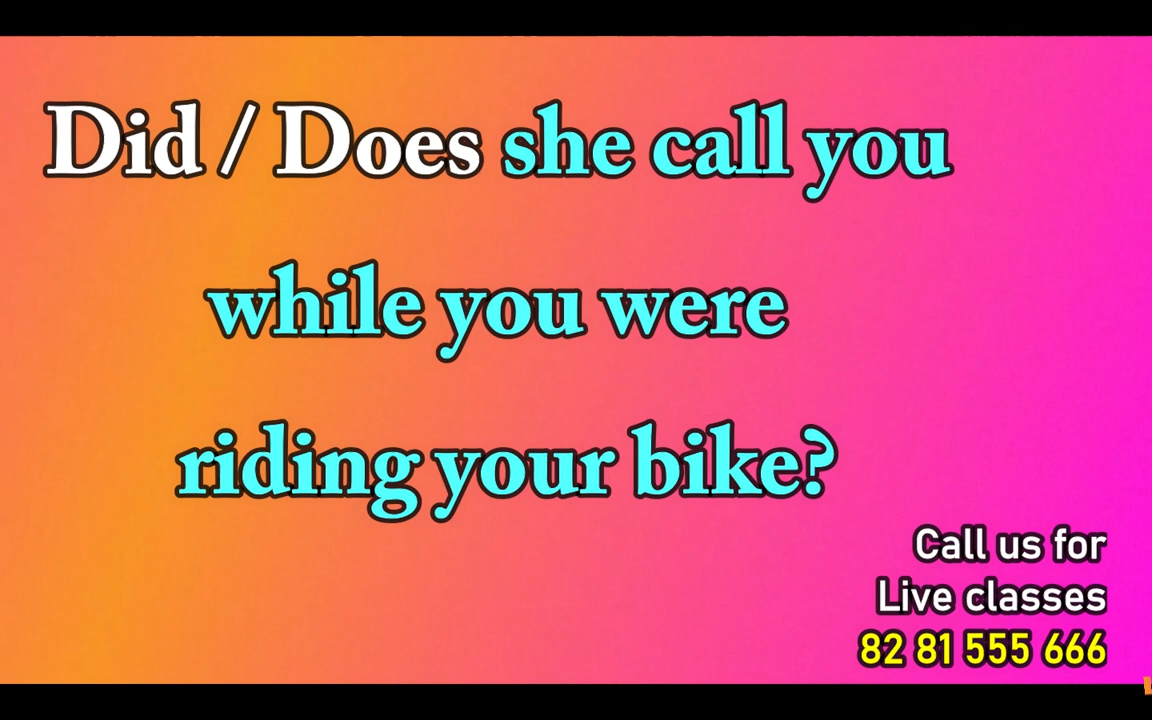 Did / Does she call you
while you were
riding your bike?
Call us for
Live classes
82 81 555 666